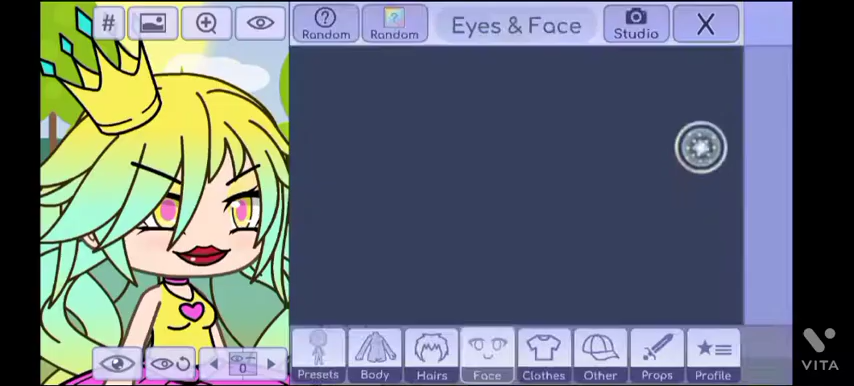 #
Random
Random
Eyes & Face
Studio
X
0
Presets
Body
Hairs
Face
Clothes
Other
Props
Profile
VITA